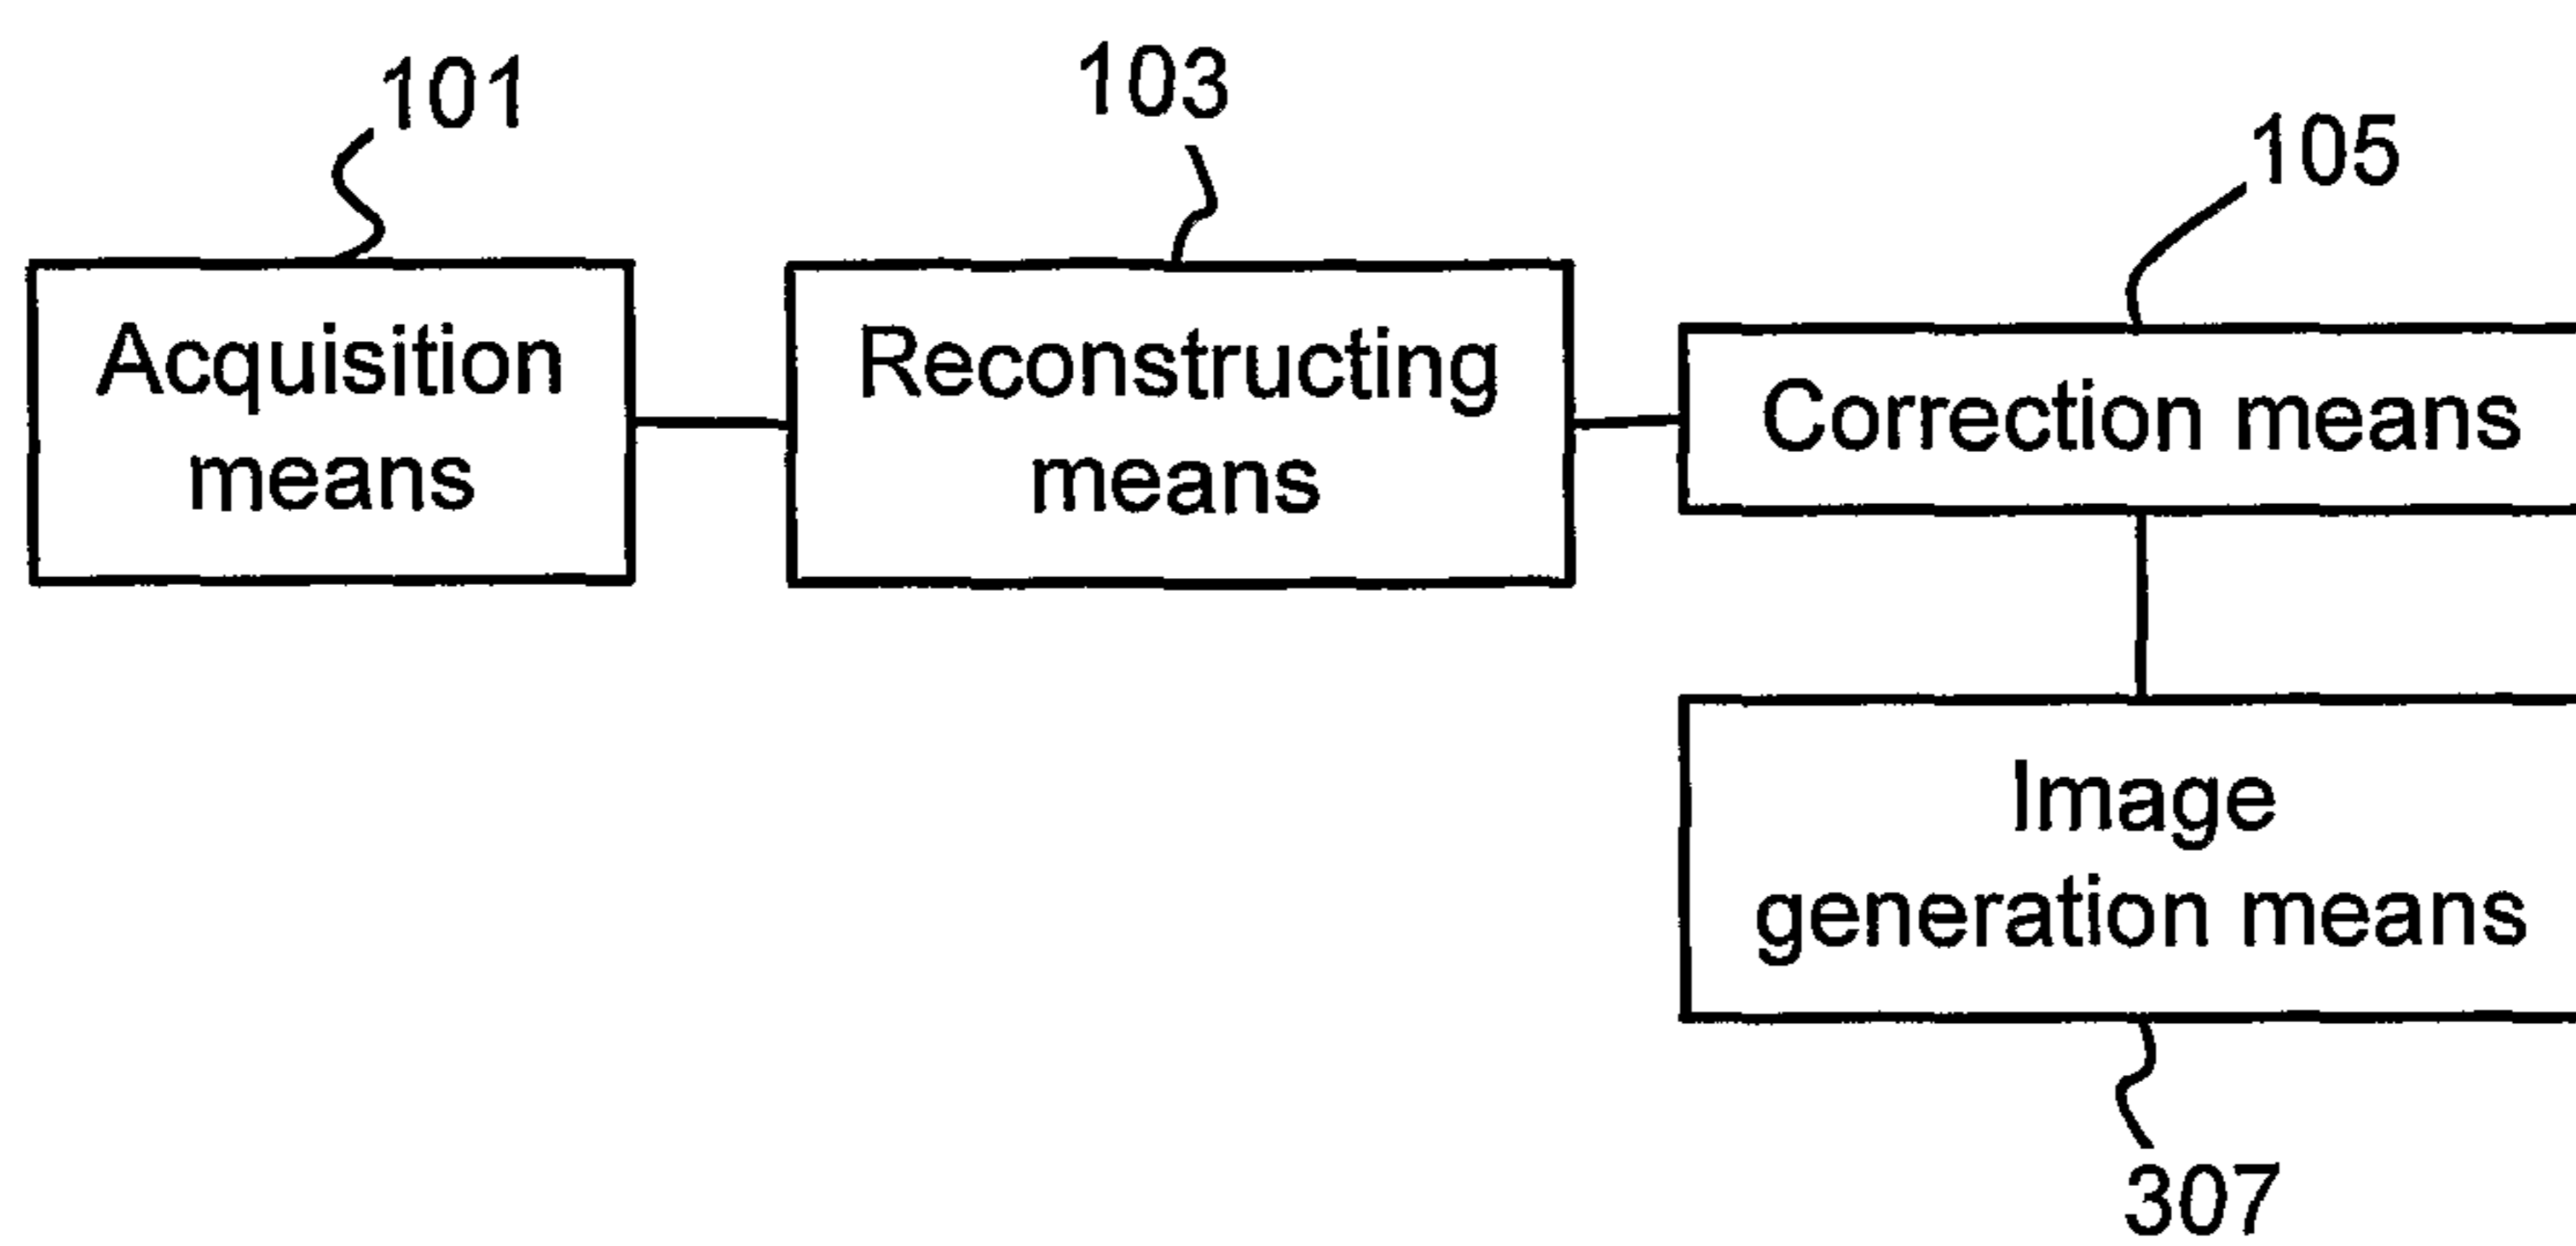 101
103
105
Acquisition
means
Reconstructing
means
Correction means
Image
generation means
307